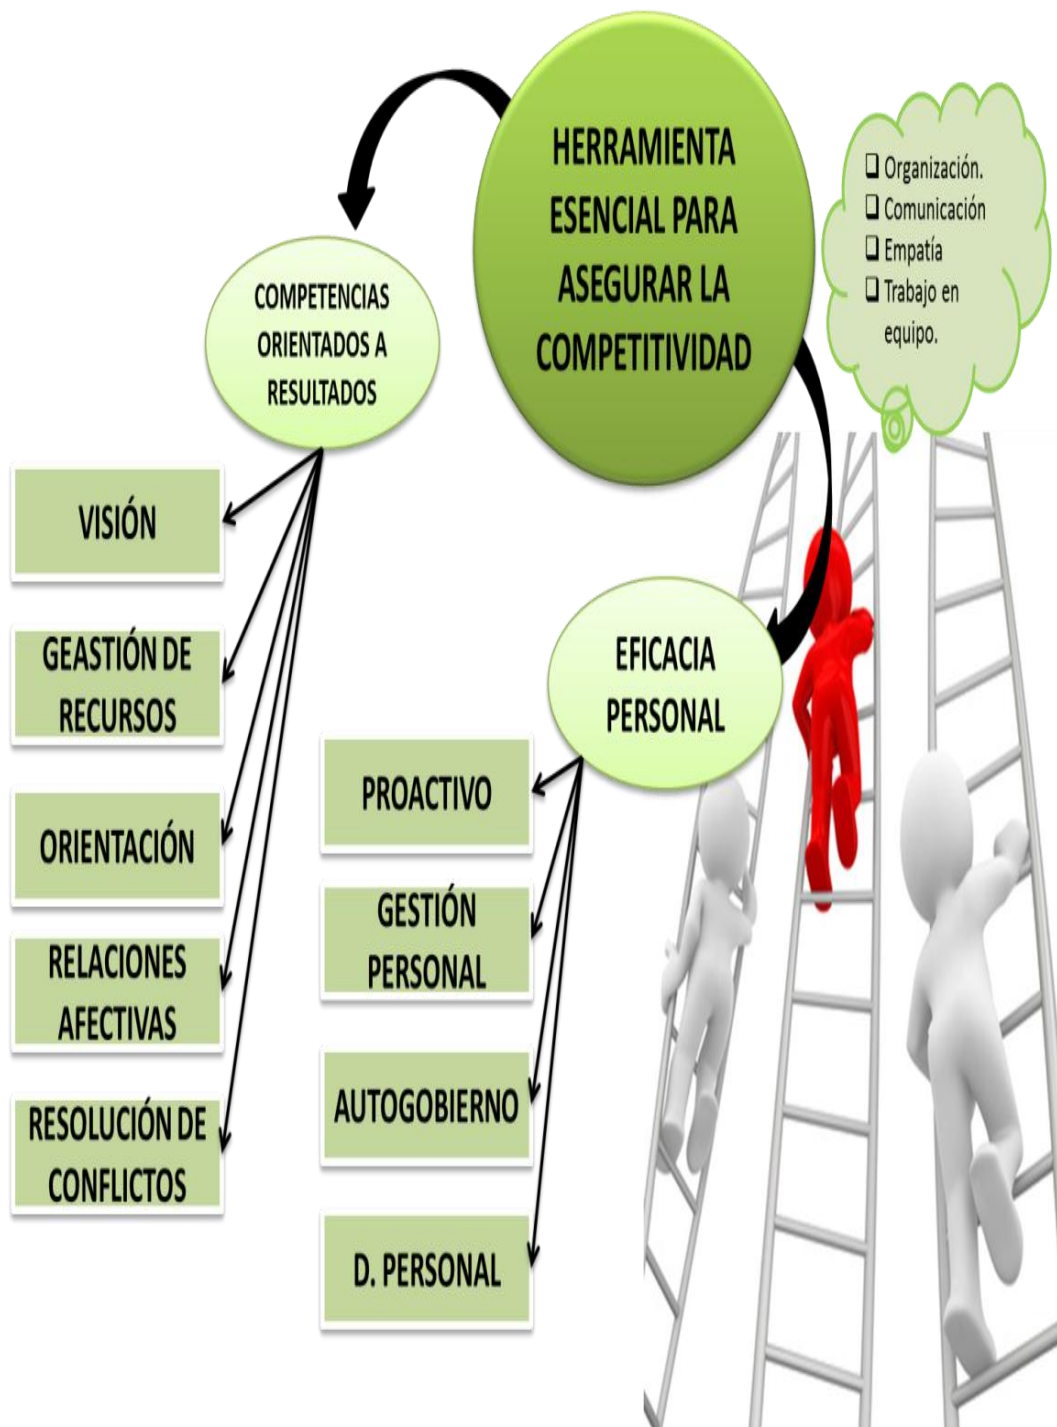 HERRAMIENTA
ESENCIAL PARA
ASEGURAR LA
COMPETITIVIDAD
❑ Organización.
❑ Comunicación
❑ Empatía
❑ Trabajo en
equipo.
COMPETENCIAS
ORIENTADOS A
RESULTADOS
VISIÓN
GEASTIÓN DE
RECURSOS
ORIENTACIÓN
RELACIONES
AFECTIVAS
RESOLUCIÓN DE
CONFLICTOS
EFICACIA
PERSONAL
PROACTIVO
GESTIÓN
PERSONAL
AUTOGOBIERNO
D. PERSONAL